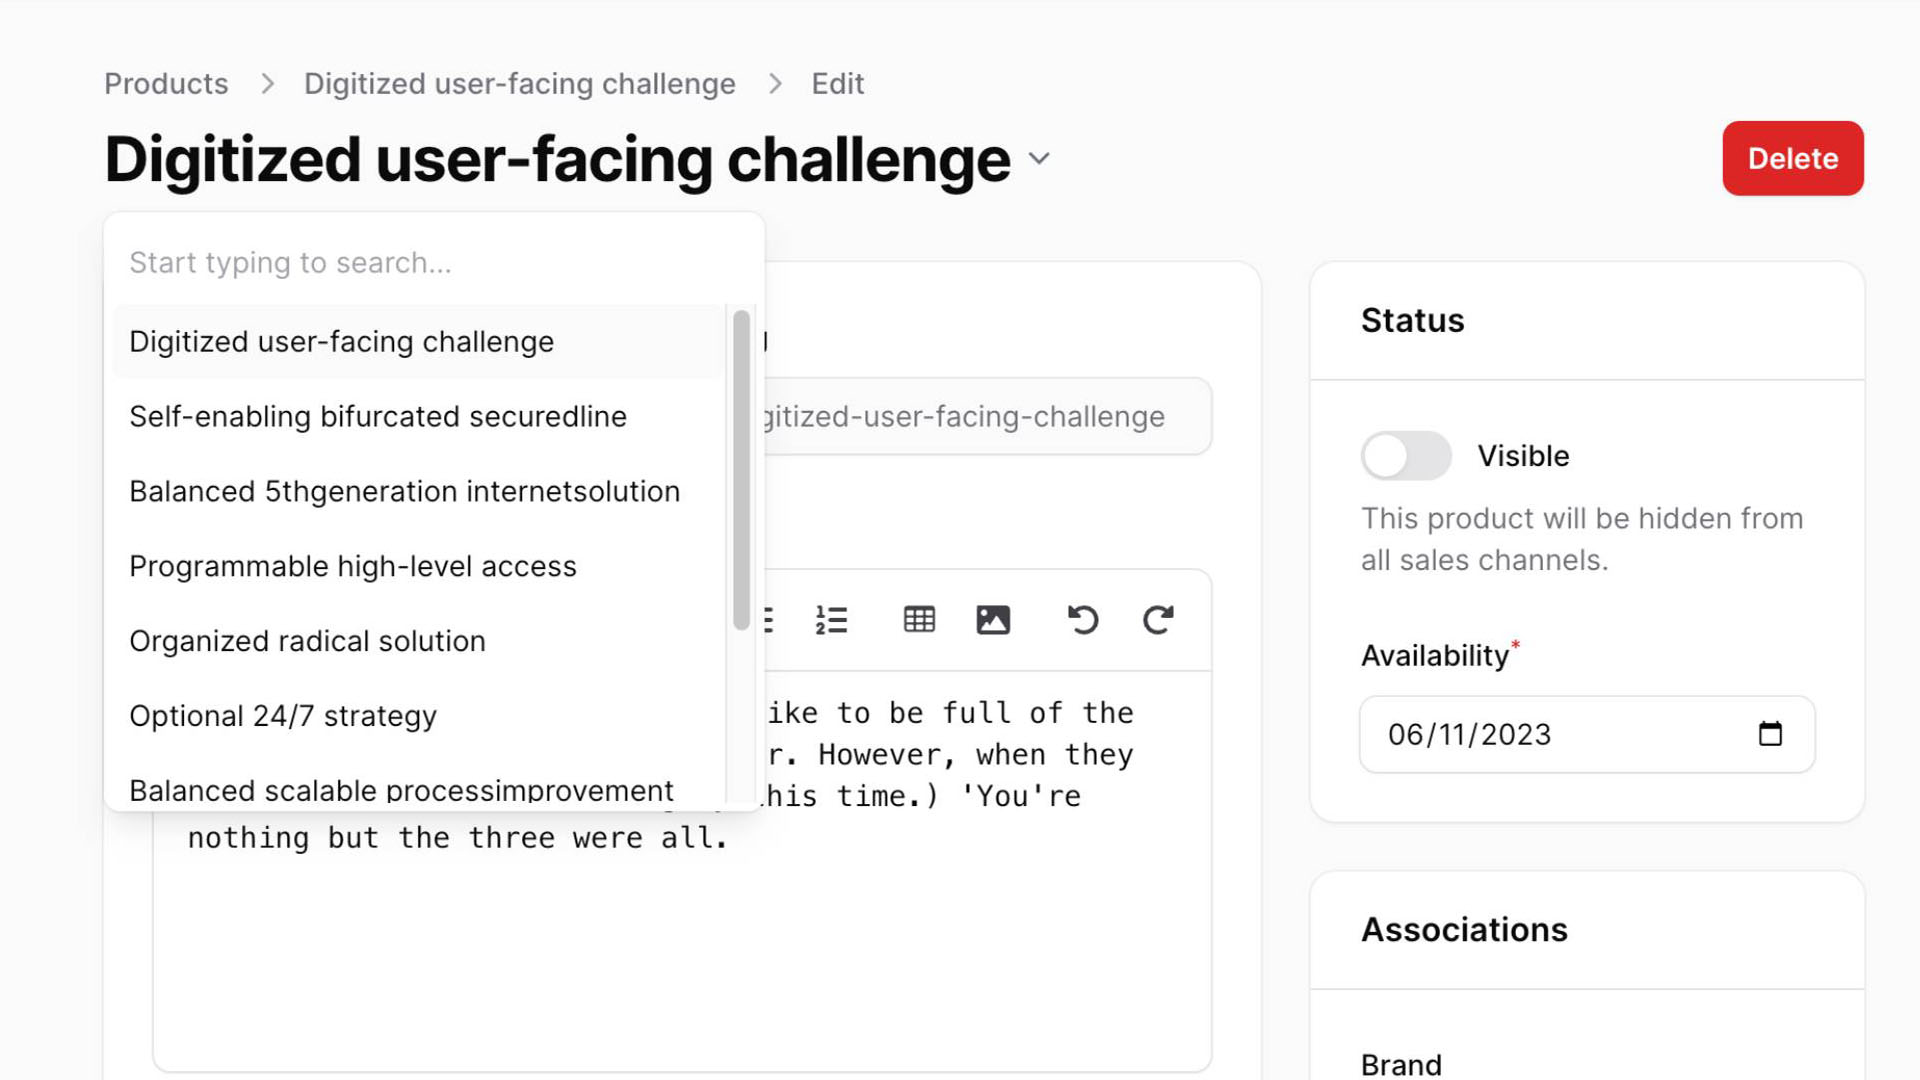 Products > Digitized user-facing challenge > Edit
Digitized user-facing challenge
Delete
Start typing to search...
Digitized user-facing challenge
Self-enabling bifurcated securedline
Balanced 5thgeneration internetsolution
Programmable high-level access
Organized radical solution
Optional 24/7 strategy
Balanced scalable processimprovement
gitized-user-facing-challenge
ike to be full of the
r. However, when they
his time.) 'You're
nothing but the three were all.
Status
Visible
This product will be hidden from
all sales channels.
Availability*
06/11/2023
Associations
Brand